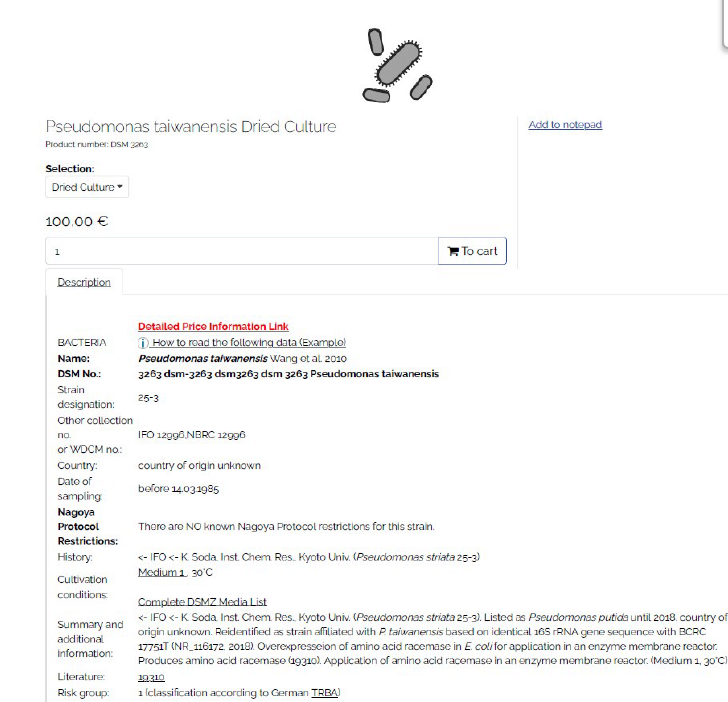 Pseudomonas taiwanensis Dried Culture
Product number: DSM 3263
Add to notepad
Selection:
Dried Culture
100,00 €
1
To cart
Description
Detailed Price Information Link
BACTERIA
How to read the following data (Example)
Name:
Pseudomonas taiwanensis Wang et al. 2010
DSM No.:
3263 dsm-3263 dsm3263 dsm 3263 Pseudomonas taiwanensis
Strain
designation:
25-3
Other collection
no.
or WDCM no.:
IFO 12996,NBRC 12996
Country:
country of origin unknown
Date of
sampling:
before 14.03.1985
Nagoya
Protocol
Restrictions:
There are NO known Nagoya Protocol restrictions for this strain.
History:
<- IFO <- K. Soda, Inst. Chem. Res., Kyoto Univ. (Pseudomonas striata 25-3)
Cultivation
conditions:
Medium 1, 30°C
Complete DSMZ Media List
Summary and
additional
information:
<- IFO <- K. Soda, Inst. Chem. Res., Kyoto Univ. (Pseudomonas striata 25-3). Listed as Pseudomonas putida until 2018. country of
origin unknown. Reidentified as strain affiliated with P. taiwanensis based on identical 16S rRNA gene sequence with BCRC
17751T (NR_116172, 2018). Overexpresseion of amino acid racemase in E. coli for application in an enzyme membrane reactor.
Produces amino acid racemase (19310). Application of amino acid racemase in an enzyme membrane reactor. (Medium 1, 30°C)
Literature:
19310
Risk group:
1 (classification according to German TRBA)